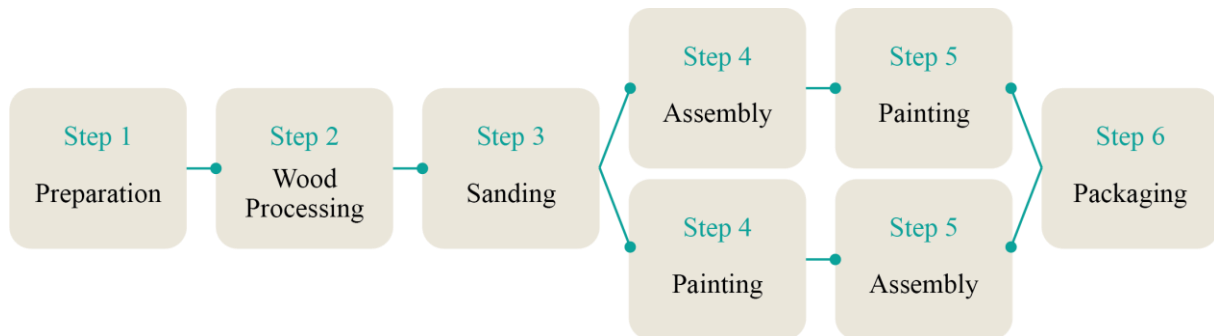 Step 1
Preparation
Step 2
Wood
Processing
Step 3
Sanding
Step 4
Assembly
Step 5
Painting
Step 4
Painting
Step 5
Assembly
Step 6
Packaging